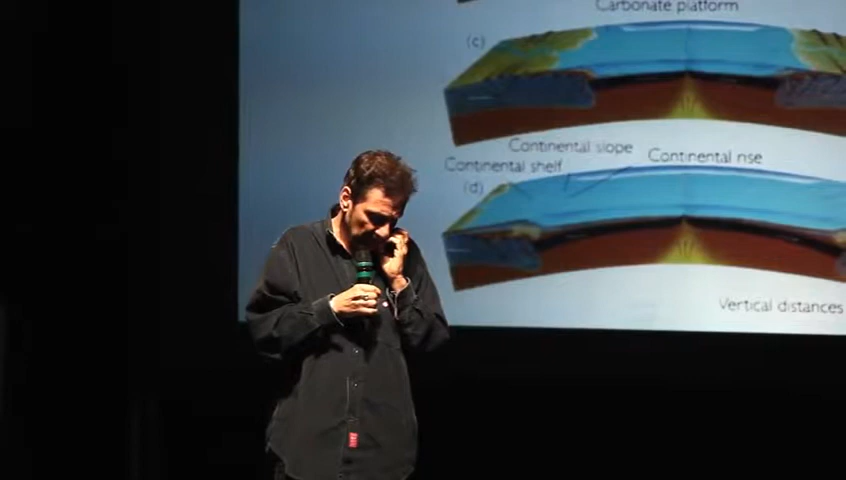 Carbonate platform
(c)
Continental slope
Continental shelf
Continental rise
(d)
Vertical distances